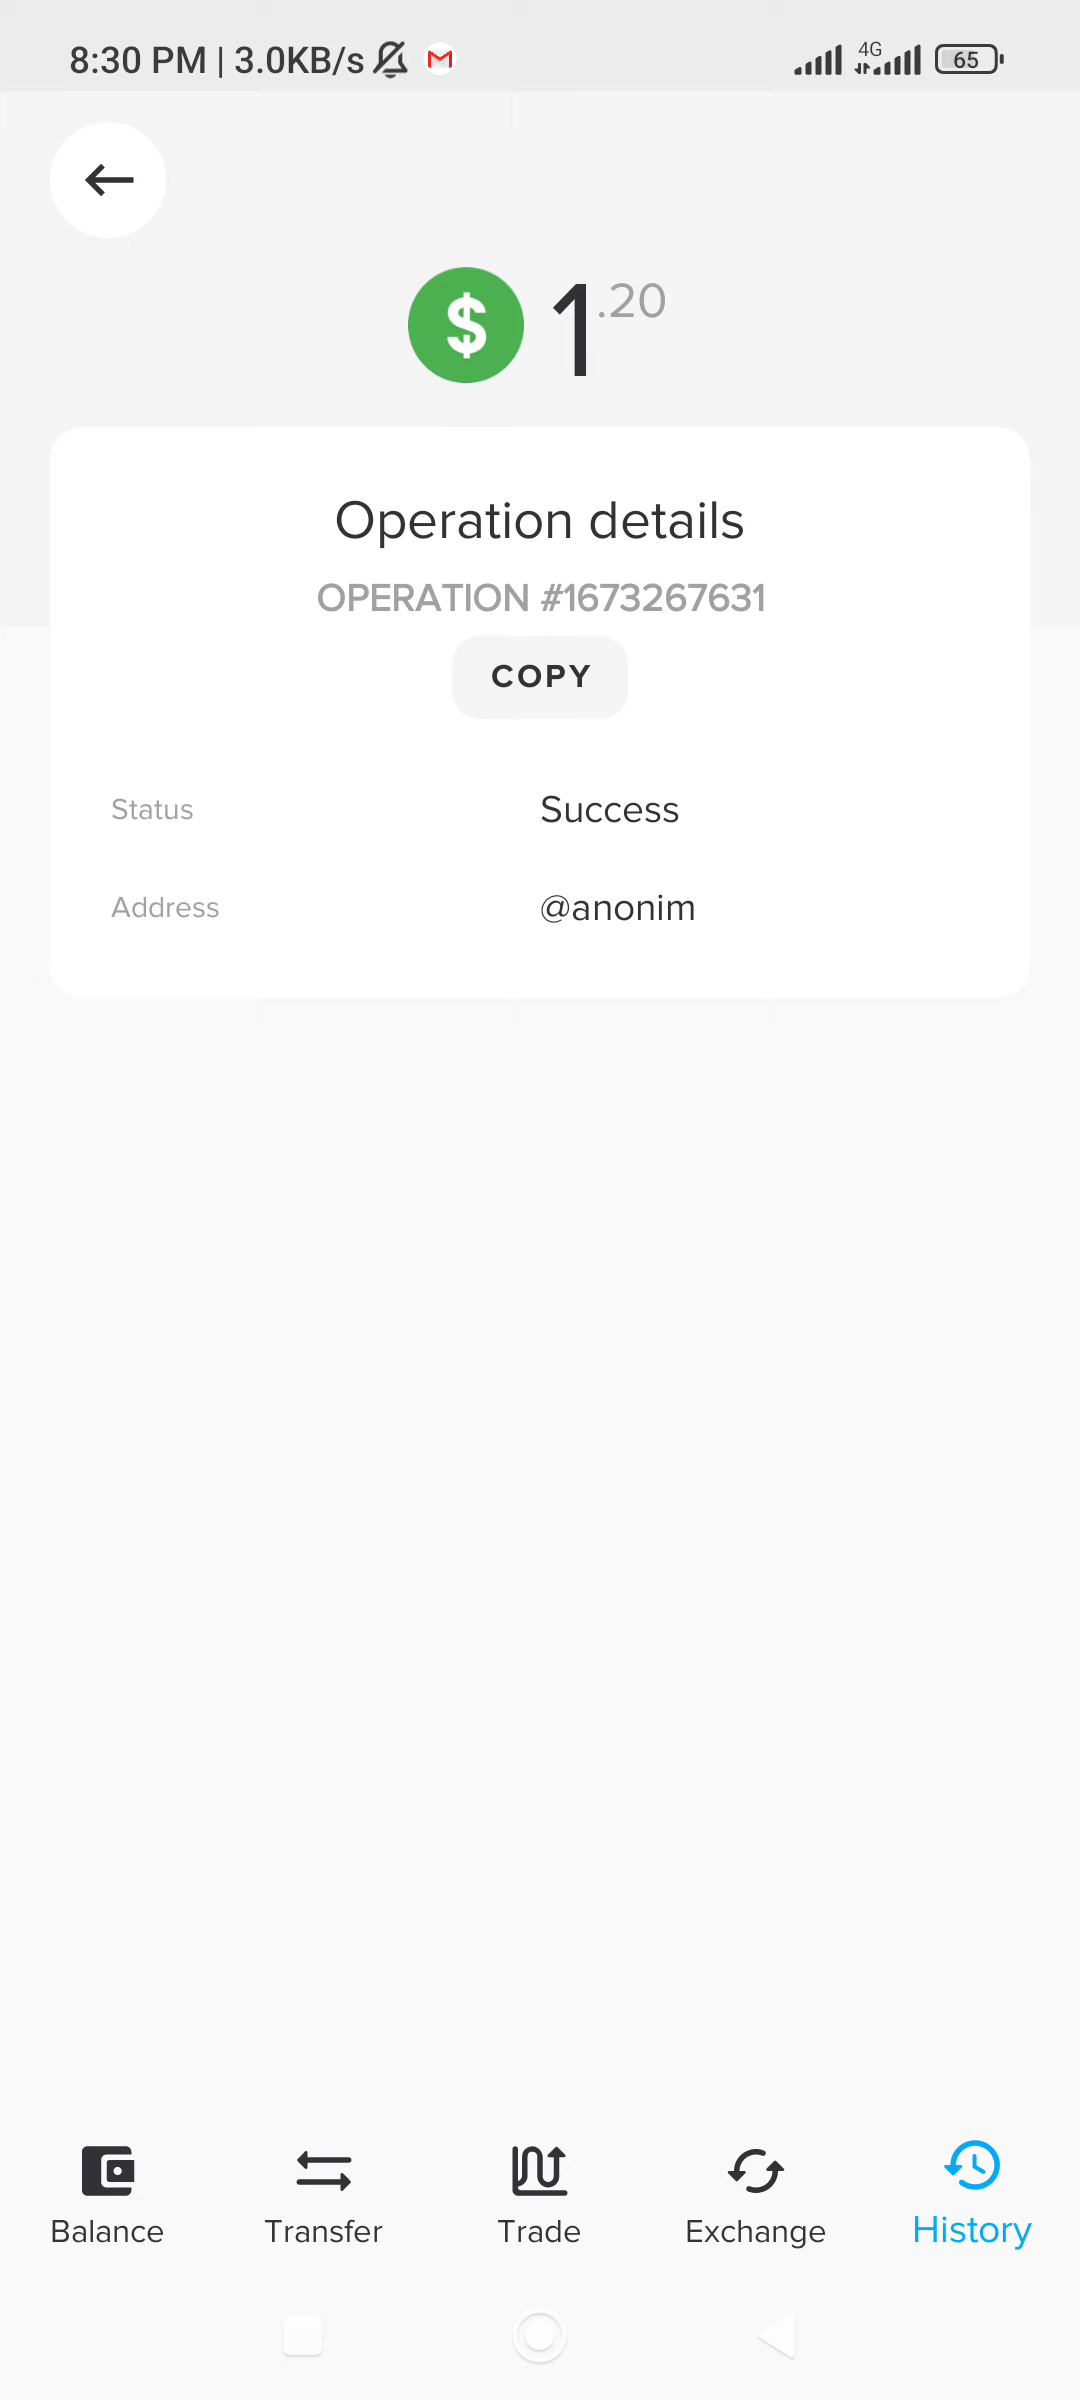 8:30 PM | 3.0KB/s 4G 65
$ 1.20
Operation details
OPERATION #1673267631
COPY
Status Success
Address @anonim
Balance Transfer Trade Exchange History